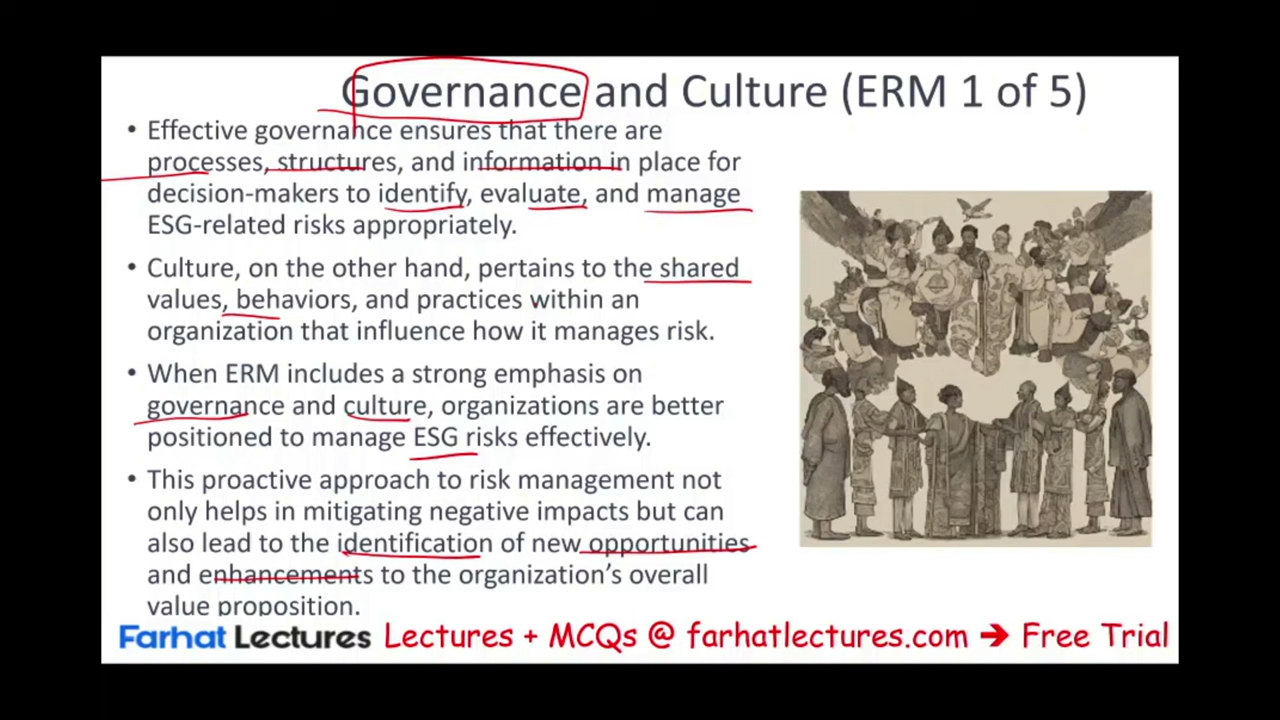 Governance and Culture (ERM 1 of 5)
• Effective governance ensures that there are
processes, structures, and information in place for
decision-makers to identify, evaluate, and manage
ESG-related risks appropriately.
• Culture, on the other hand, pertains to the shared
values, behaviors, and practices within an
organization that influence how it manages risk.
• When ERM includes a strong emphasis on
governance and culture, organizations are better
positioned to manage ESG risks effectively.
• This proactive approach to risk management not
only helps in mitigating negative impacts but can
also lead to the identification of new opportunities
and enhancements to the organization’s overall
value proposition.
Farhat Lectures Lectures + MCQs @ farhatlectures.com ➔ Free Trial